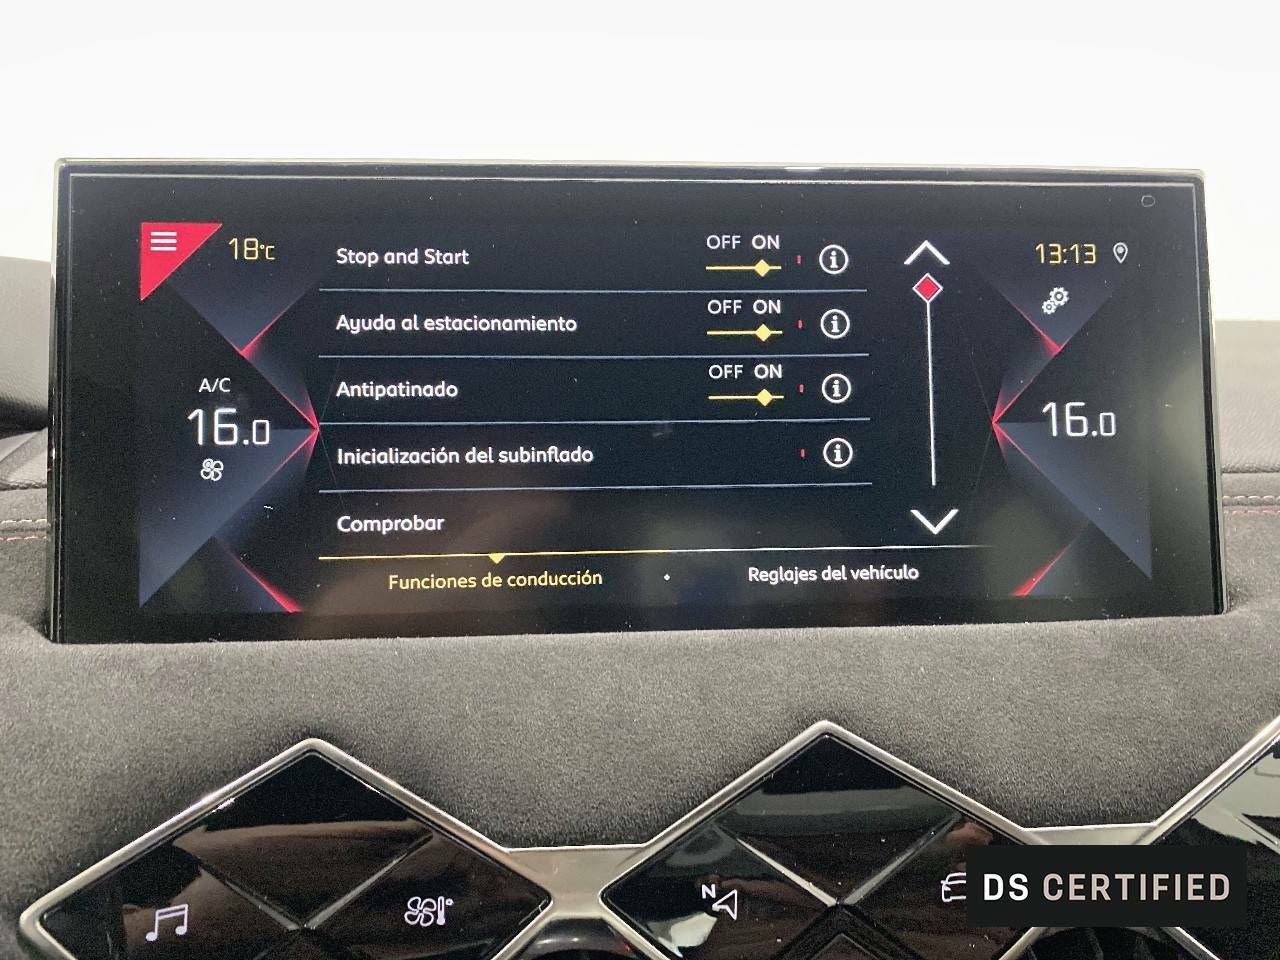 18°C
Stop and Start
OFF ON
13:13
Ayuda al estacionamiento
OFF ON
Antipatinado
OFF ON
A/C
16.0
16.0
Inicialización del subinflado
Comprobar
Funciones de conducción
Reglajes del vehículo
N
DS CERTIFIED